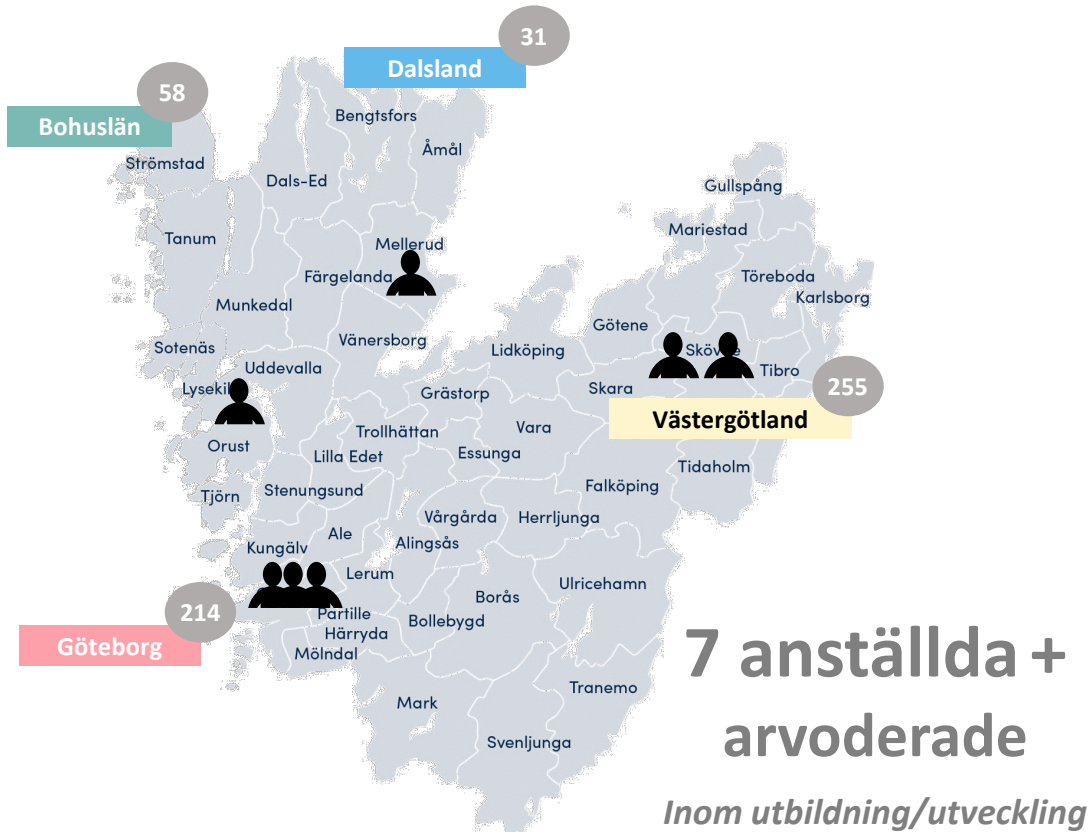 31
Dalsland
58
Bohuslän
Bengtsfors
Åmål
Strömstad
Dals-Ed
Gullspång
Mariestad
Tanum
Mellerud
Färgelanda
Töreboda
Karlsborg
Munkedal
Götene
Vänersborg
Sotenäs
Lidköping
Tibro
Uddevalla
Skara
255
Grästorp
Västergötland
Vara
Trollhättan
Orust
Lilla Edet
Essunga
Tidaholm
Stenungsund
Falköping
Tjörn
Vårgårda
Herrljunga
Ale
Alingsås
Kungälv
Lerum
Ulricehamn
Borås
214
Partille
Bollebygd
Härryda
Göteborg
Mölndal
7 anställda +
arvoderade
Tranemo
Mark
Svenljunga
Inom utbildning/utveckling